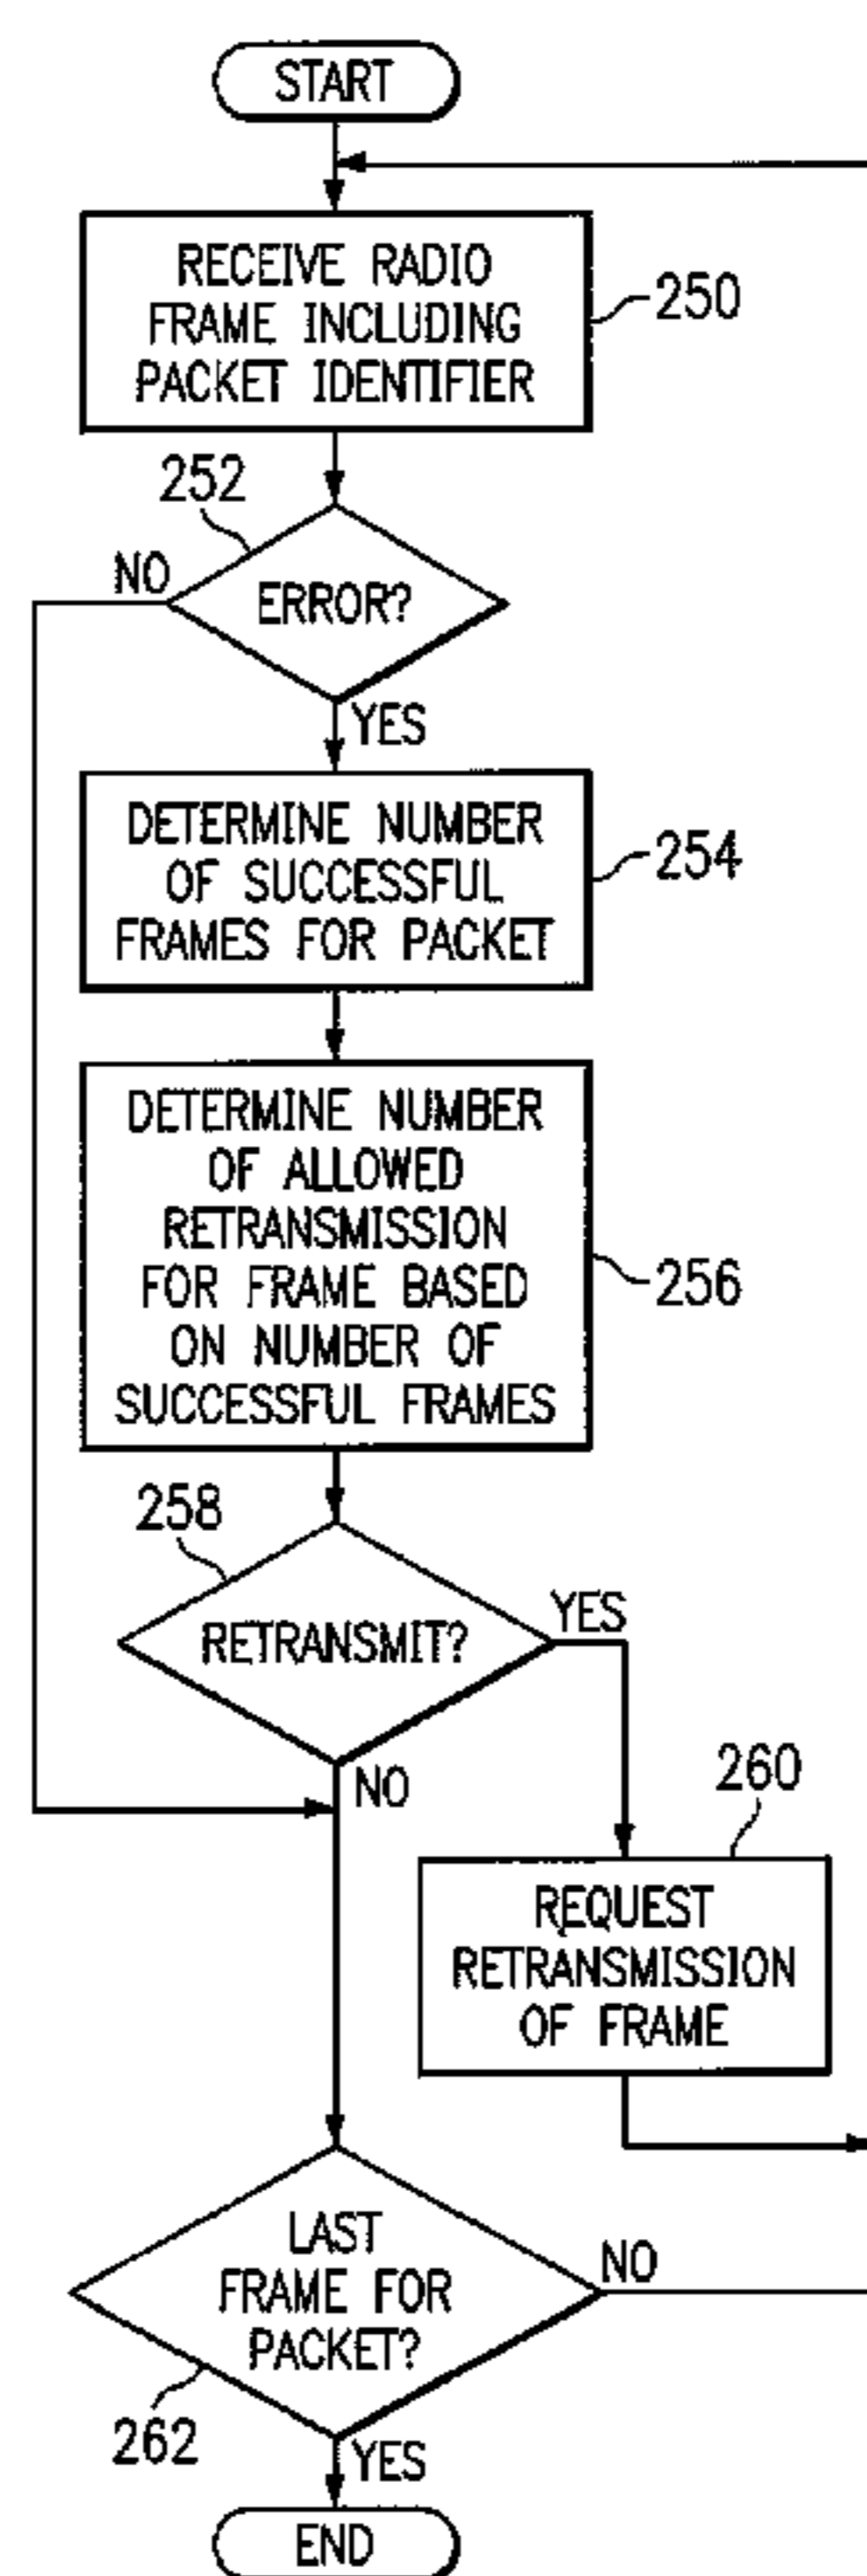 START
RECEIVE RADIO
FRAME INCLUDING
PACKET IDENTIFIER
250
252
NO
ERROR?
YES
DETERMINE NUMBER
OF SUCCESSFUL
FRAMES FOR PACKET
254
DETERMINE NUMBER
OF ALLOWED
RETRANSMISSION
FOR FRAME BASED
ON NUMBER OF
SUCCESSFUL FRAMES
256
258
RETRANSMIT?
YES
NO
260
REQUEST
RETRANSMISSION
OF FRAME
LAST
FRAME FOR
PACKET?
NO
262
YES
END